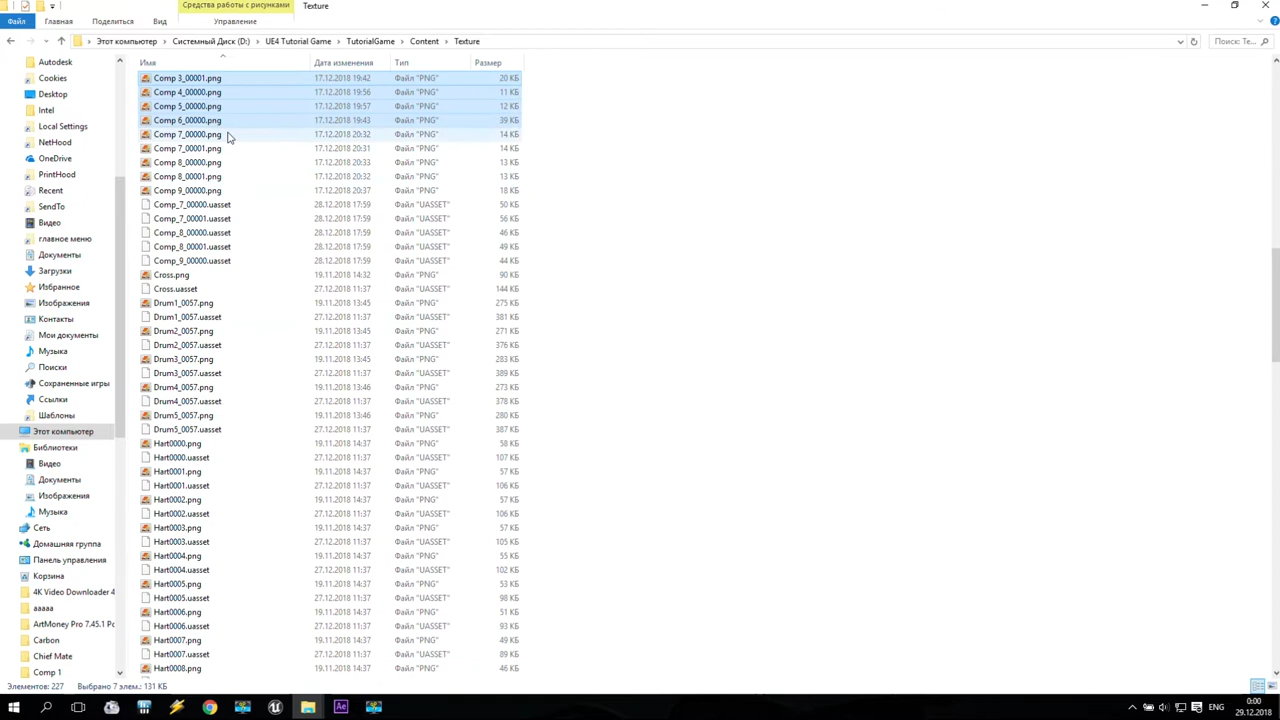 Средства работы с рисунками
Texture
Файл
Главная
Поделиться
Вид
Управление
Этот компьютер
Системный Диск (D:)
UE4 Tutorial Game
TutorialGame
Content
Texture
Поиск: Te...
Autodesk
Cookies
Desktop
Intel
Local Settings
NetHood
OneDrive
PrintHood
Recent
SendTo
Видео
главное меню
Документы
Загрузки
Избранное
Изображения
Контакты
Мои документы
Музыка
Поиски
Сохраненные игры
Ссылки
Шаблоны
Этот компьютер
Библиотеки
Видео
Документы
Изображения
Музыка
Сеть
Домашняя группа
Панель управления
Корзина
4K Video Downloader 4
aaaaa
ArtMoney Pro 7.45.1 Po
Carbon
Chief Mate
Comp 1
Имя Дата изменения Тип Размер
Comp 3_00001.png 17.12.2018 19:42 Файл "PNG" 20 КБ
Comp 4_00000.png 17.12.2018 19:56 Файл "PNG" 11 КБ
Comp 5_00000.png 17.12.2018 19:57 Файл "PNG" 12 КБ
Comp 6_00000.png 17.12.2018 19:43 Файл "PNG" 39 КБ
Comp 7_00000.png 17.12.2018 20:32 Файл "PNG" 14 КБ
Comp 7_00001.png 17.12.2018 20:31 Файл "PNG" 14 КБ
Comp 8_00000.png 17.12.2018 20:33 Файл "PNG" 13 КБ
Comp 8_00001.png 17.12.2018 20:32 Файл "PNG" 13 КБ
Comp 9_00000.png 17.12.2018 20:37 Файл "PNG" 18 КБ
Comp_7_00000.uasset 28.12.2018 17:59 Файл "UASSET" 50 КБ
Comp_7_00001.uasset 28.12.2018 17:59 Файл "UASSET" 56 КБ
Comp_8_00000.uasset 28.12.2018 17:59 Файл "UASSET" 46 КБ
Comp_8_00001.uasset 28.12.2018 17:59 Файл "UASSET" 49 КБ
Comp_9_00000.uasset 28.12.2018 17:59 Файл "UASSET" 44 КБ
Cross.png 19.11.2018 14:32 Файл "PNG" 90 КБ
Cross.uasset 27.12.2018 11:37 Файл "UASSET" 144 КБ
Drum1_0057.png 19.11.2018 13:45 Файл "PNG" 275 КБ
Drum1_0057.uasset 27.12.2018 11:37 Файл "UASSET" 381 КБ
Drum2_0057.png 19.11.2018 13:45 Файл "PNG" 271 КБ
Drum2_0057.uasset 27.12.2018 11:37 Файл "UASSET" 376 КБ
Drum3_0057.png 19.11.2018 13:45 Файл "PNG" 283 КБ
Drum3_0057.uasset 27.12.2018 11:37 Файл "UASSET" 389 КБ
Drum4_0057.png 19.11.2018 13:46 Файл "PNG" 273 КБ
Drum4_0057.uasset 27.12.2018 11:37 Файл "UASSET" 378 КБ
Drum5_0057.png 19.11.2018 13:46 Файл "PNG" 280 КБ
Drum5_0057.uasset 27.12.2018 11:37 Файл "UASSET" 387 КБ
Hart0000.png 19.11.2018 14:37 Файл "PNG" 58 КБ
Hart0000.uasset 27.12.2018 11:37 Файл "UASSET" 107 КБ
Hart0001.png 19.11.2018 14:37 Файл "PNG" 57 КБ
Hart0001.uasset 27.12.2018 11:37 Файл "UASSET" 106 КБ
Hart0002.png 19.11.2018 14:37 Файл "PNG" 57 КБ
Hart0002.uasset 27.12.2018 11:37 Файл "UASSET" 106 КБ
Hart0003.png 19.11.2018 14:37 Файл "PNG" 57 КБ
Hart0003.uasset 27.12.2018 11:37 Файл "UASSET" 105 КБ
Hart0004.png 19.11.2018 14:37 Файл "PNG" 55 КБ
Hart0004.uasset 27.12.2018 11:37 Файл "UASSET" 102 КБ
Hart0005.png 19.11.2018 14:37 Файл "PNG" 53 КБ
Hart0005.uasset 27.12.2018 11:37 Файл "UASSET" 98 КБ
Hart0006.png 19.11.2018 14:37 Файл "PNG" 51 КБ
Hart0006.uasset 27.12.2018 11:37 Файл "UASSET" 93 КБ
Hart0007.png 19.11.2018 14:37 Файл "PNG" 49 КБ
Hart0007.uasset 27.12.2018 11:37 Файл "UASSET" 89 КБ
Hart0008.png 19.11.2018 14:37 Файл "PNG" 46 КБ
Элементов: 227 Выбрано 7 элем.: 131 КБ
Ae
ENG
0:00
29.12.2018